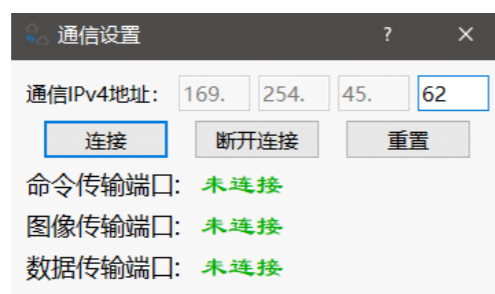 通信设置 ? ×
通信IPv4地址: 169. 254. 45. 62
连接 断开连接 重置
命令传输端口: 未连接
图像传输端口: 未连接
数据传输端口: 未连接